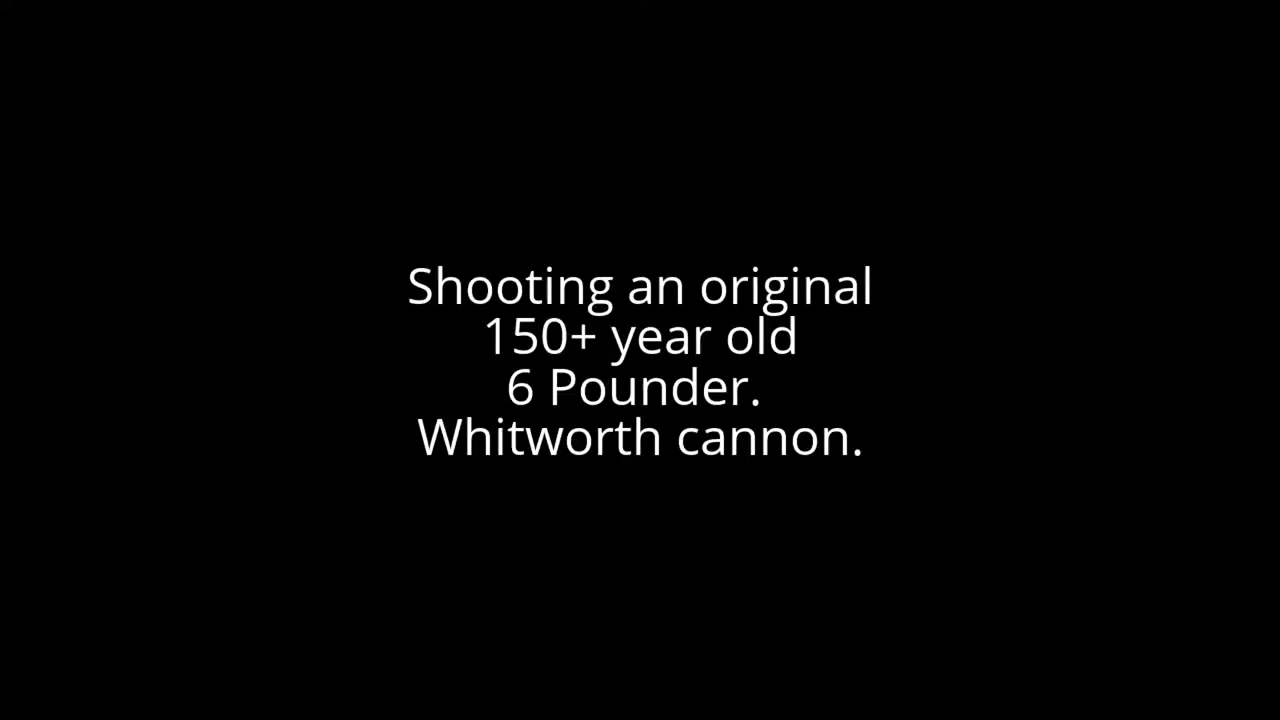 Shooting an original
150+ year old
6 Pounder.
Whitworth cannon.